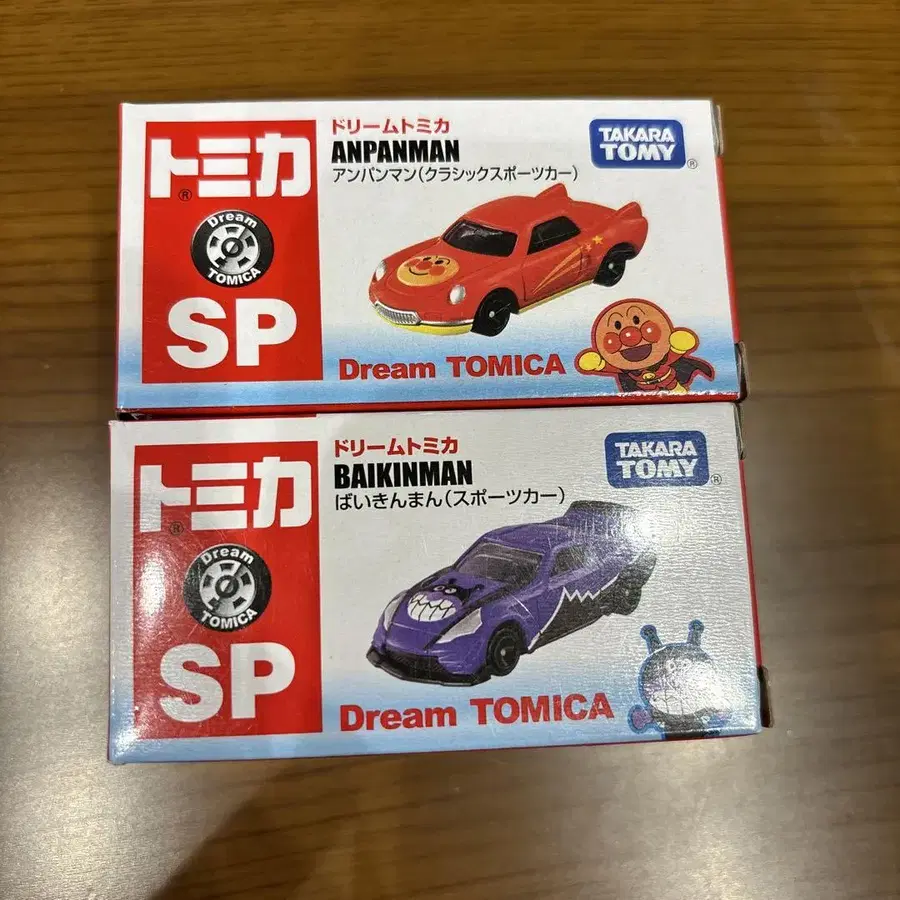 トミカ
®
Dream
TOMICA
SP
ドリームトミカ
ANPANMAN
アンパンマン(クラシックスポーツカー)
TAKARA
TOMY
®
Dream TOMICA
トミカ
®
Dream
TOMICA
SP
ドリームトミカ
BAIKINMAN
ばいきんまん(スポーツカー)
TAKARA
TOMY
®
Dream TOMICA